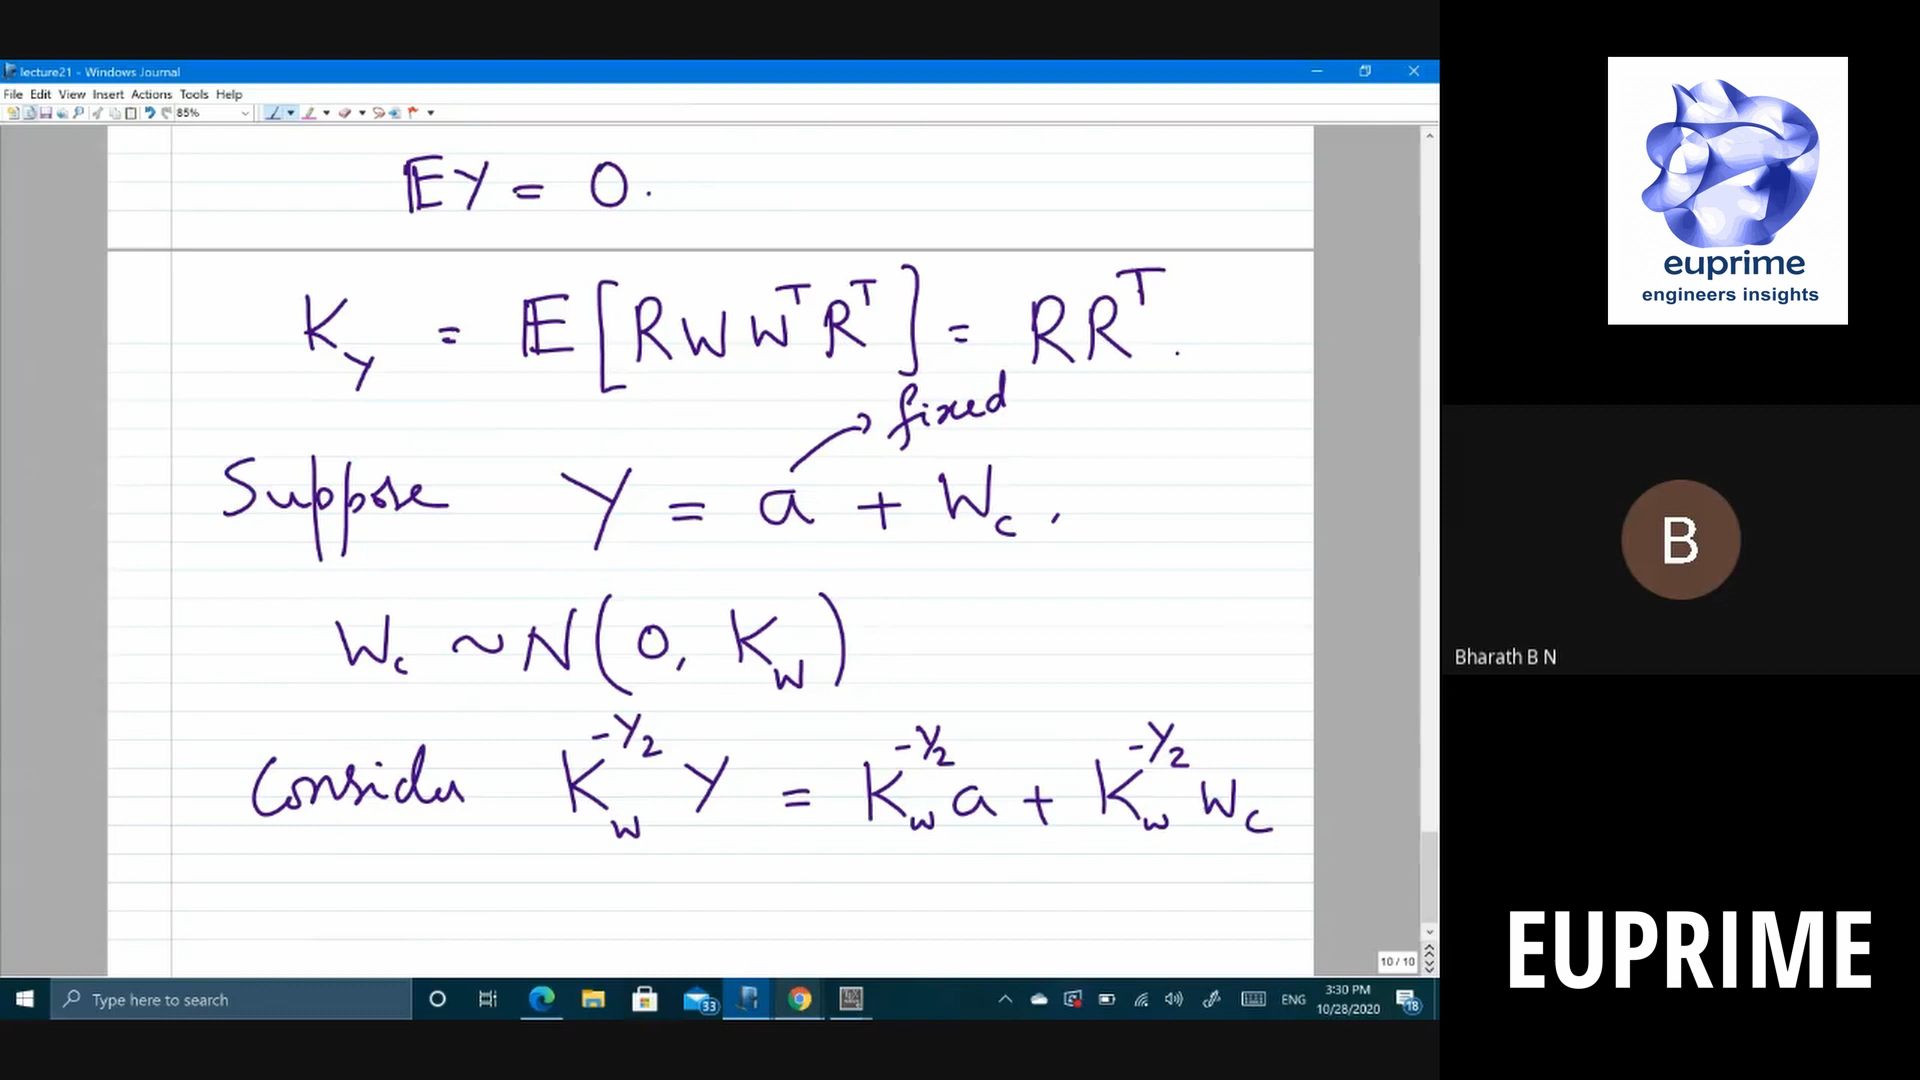 lecture21 - Windows Journal
File Edit View Insert Actions Tools Help
85%
EY = 0.
K_Y = E[R W W^T R^T] = R R^T.
fixed
Suppose Y = a + W_c,
W_c ~ N(0, K_W)
Consider K_W^{-1/2} Y = K_W^{-1/2} a + K_W^{-1/2} W_c
10 / 10
Type here to search
33
ENG
3:30 PM
10/28/2020
18
euprime
engineers insights
B
Bharath B N
EUPRIME